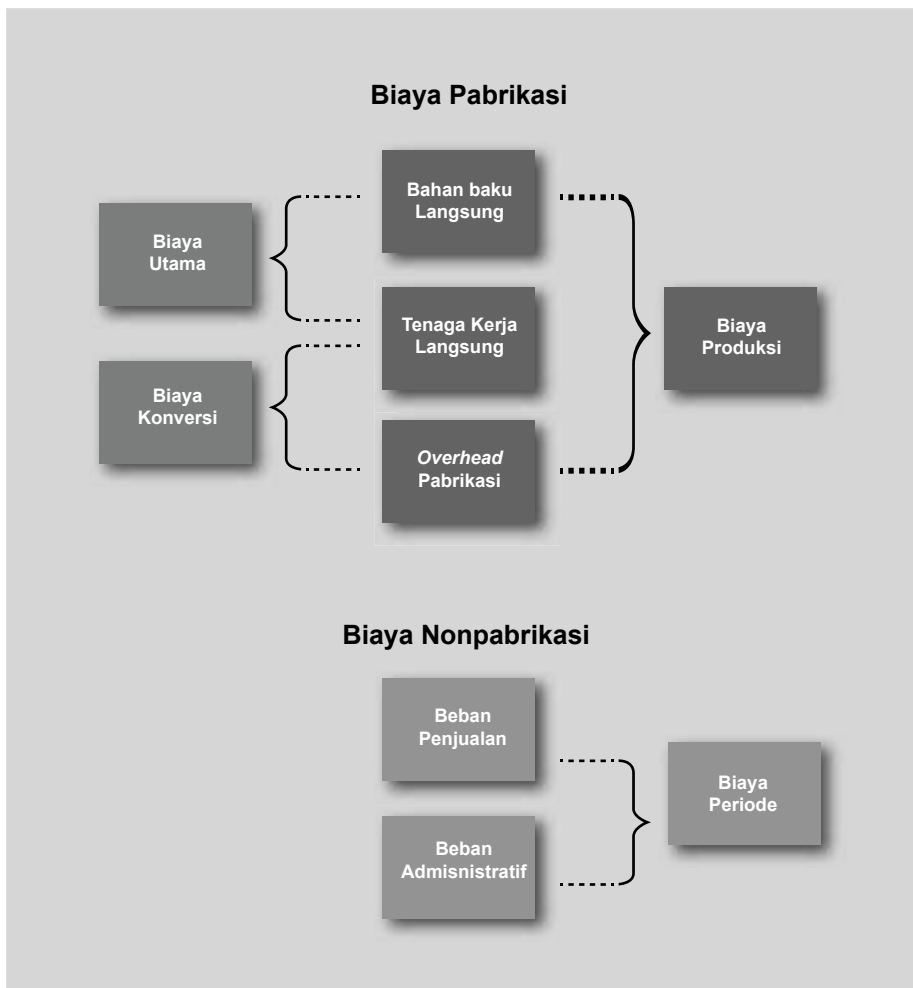 Biaya Pabrikasi
Bahan baku
Langsung
Biaya
Utama
Tenaga Kerja
Langsung
Biaya
Produksi
Biaya
Konversi
Overhead
Pabrikasi
Biaya Nonpabrikasi
Beban
Penjualan
Biaya
Periode
Beban
Admisnistratif